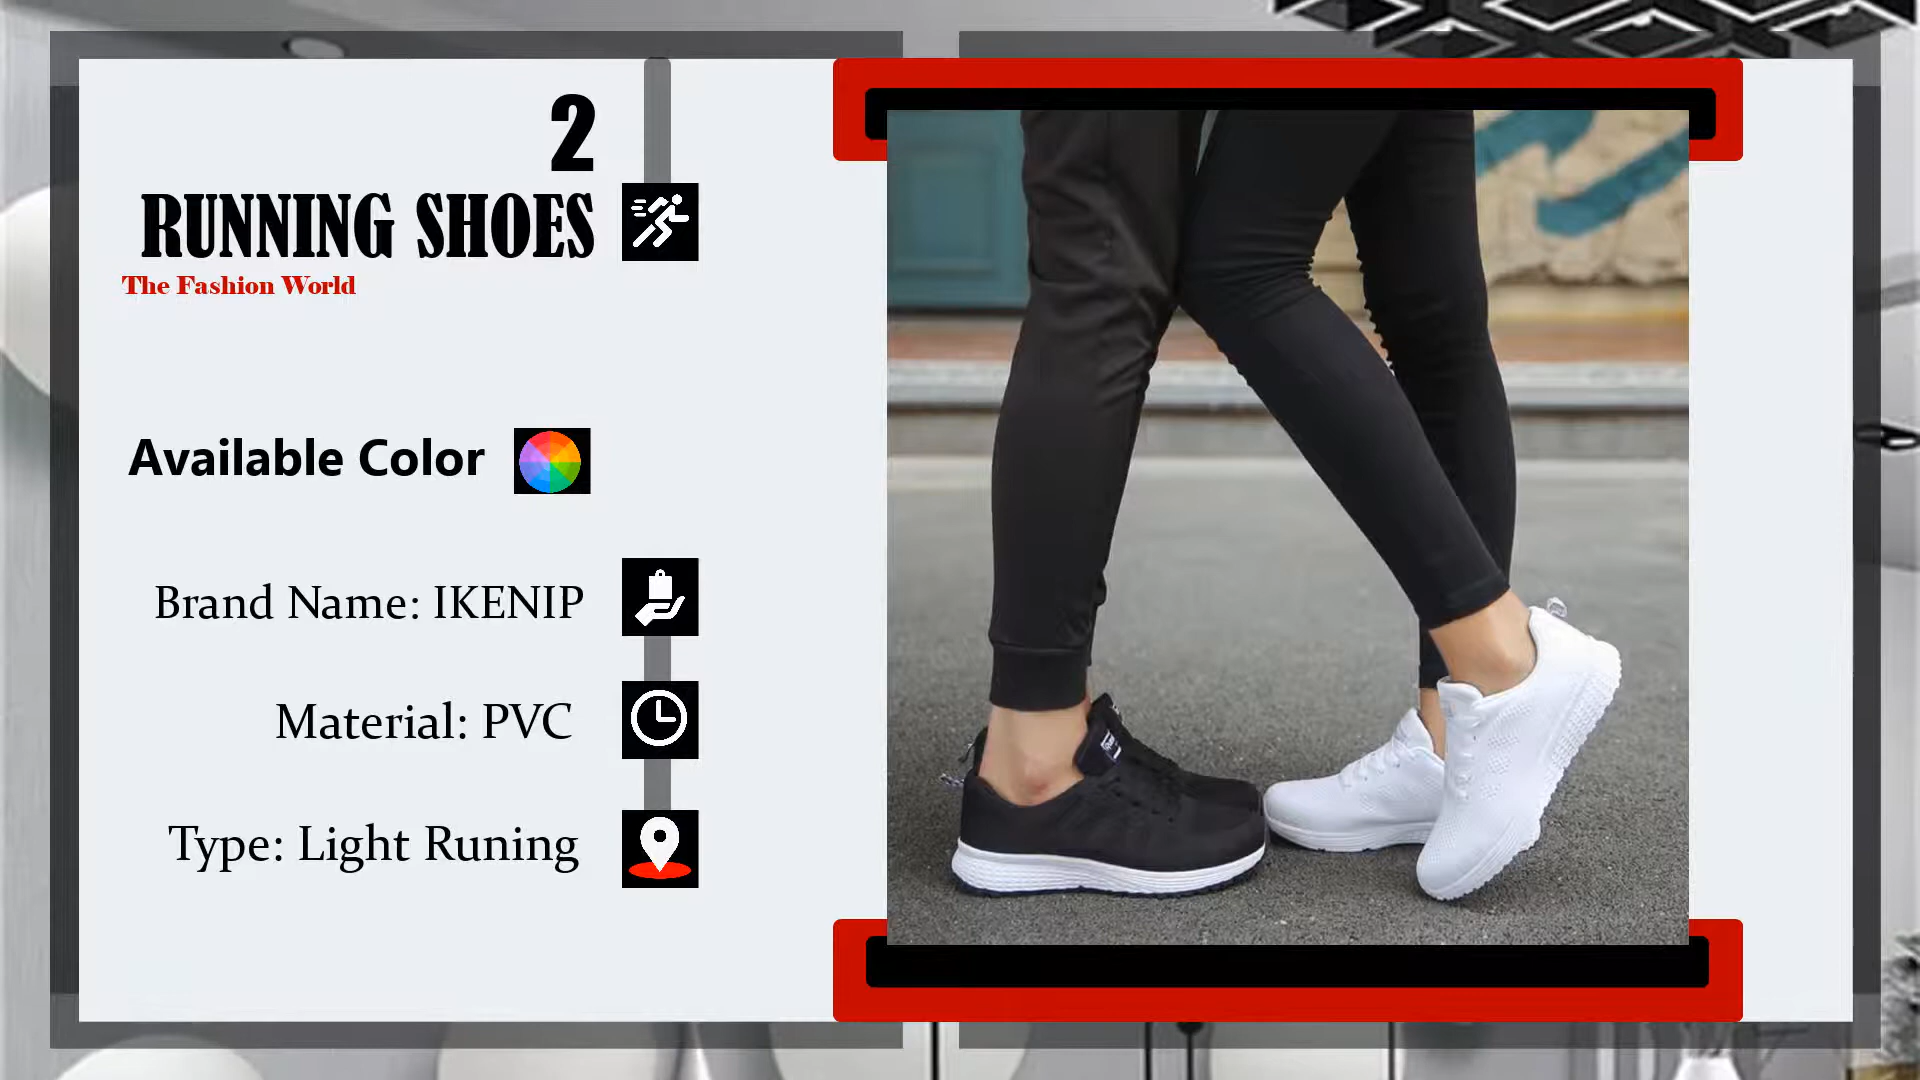 2
RUNNING SHOES
The Fashion World
Available Color
Brand Name: IKENIP
Material: PVC
Type: Light Runing